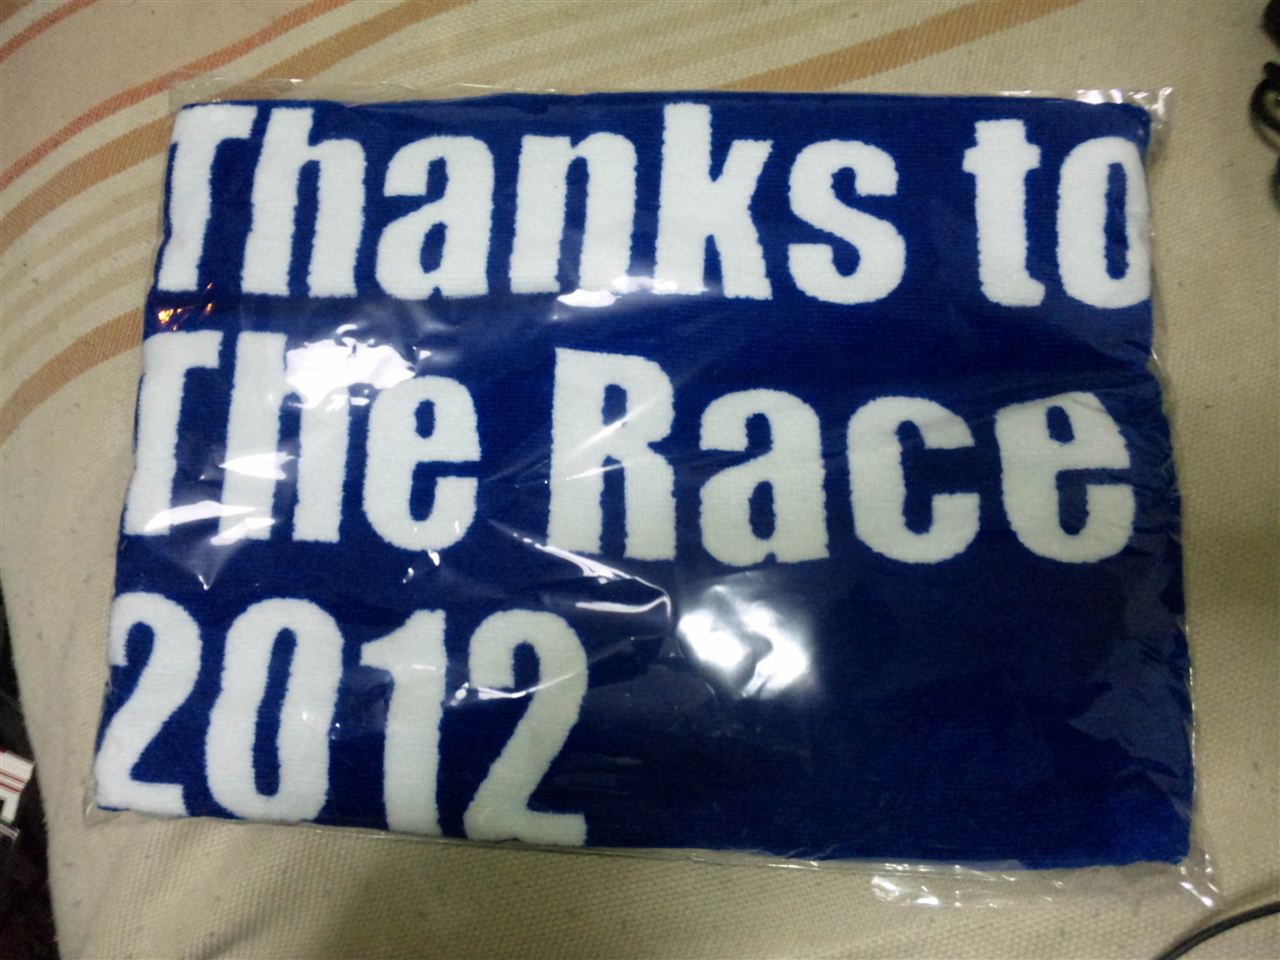 Thanks to
The Race
2012